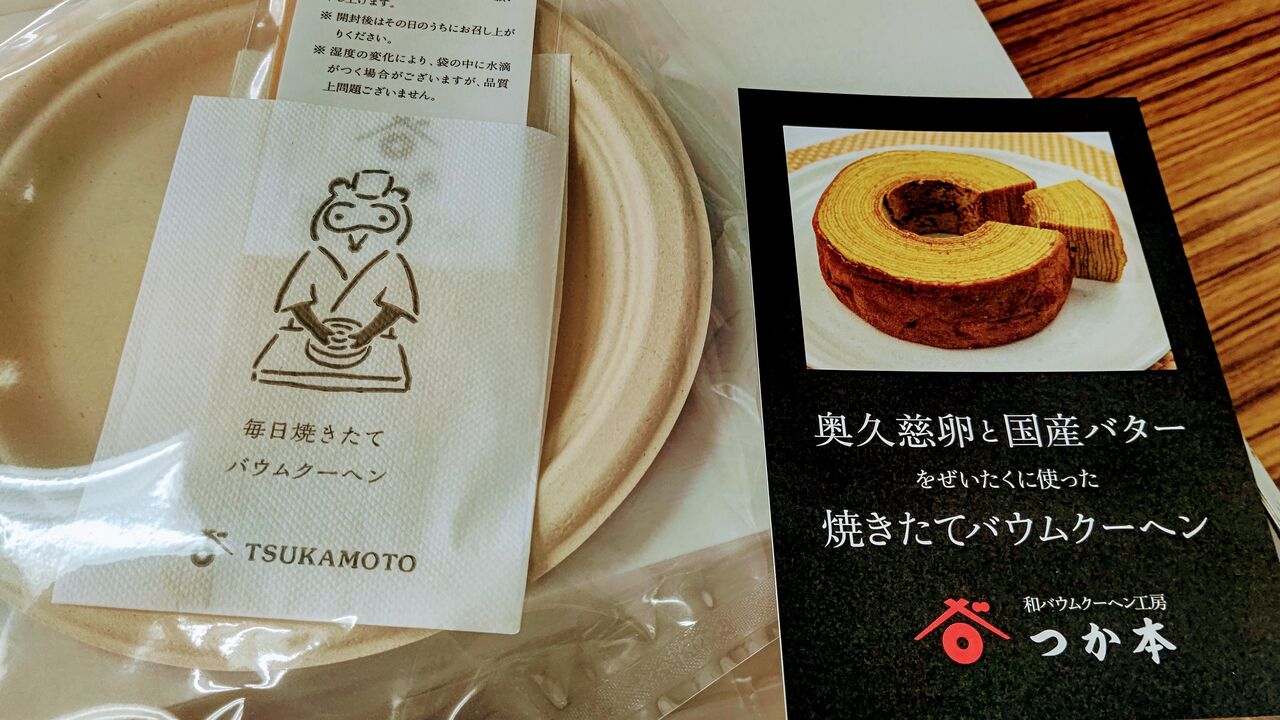 ※ 開封後はその日のうちにお召し上が
りください。
※ 湿度の変化により、袋の中に水滴
がつく場合がございますが、品質
上問題ございません。
毎日焼きたて
バウムクーヘン
TSUKAMOTO
奥久慈卵と国産バター
をぜいたくに使った
焼きたてバウムクーヘン
和バウムクーヘン工房
つか本